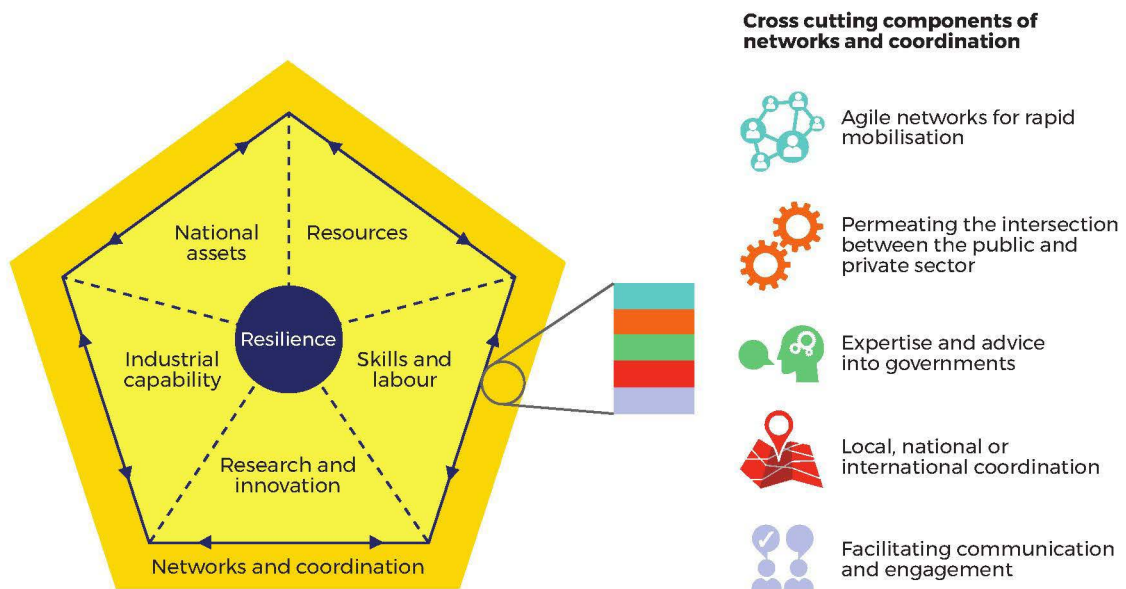 Cross cutting components of
networks and coordination
National
assets
Resources
Resilience
Industrial
capability
Skills and
labour
Research and
innovation
Networks and coordination
Agile networks for rapid
mobilisation
Permeating the intersection
between the public and
private sector
Expertise and advice
into governments
Local, national or
international coordination
Facilitating communication
and engagement